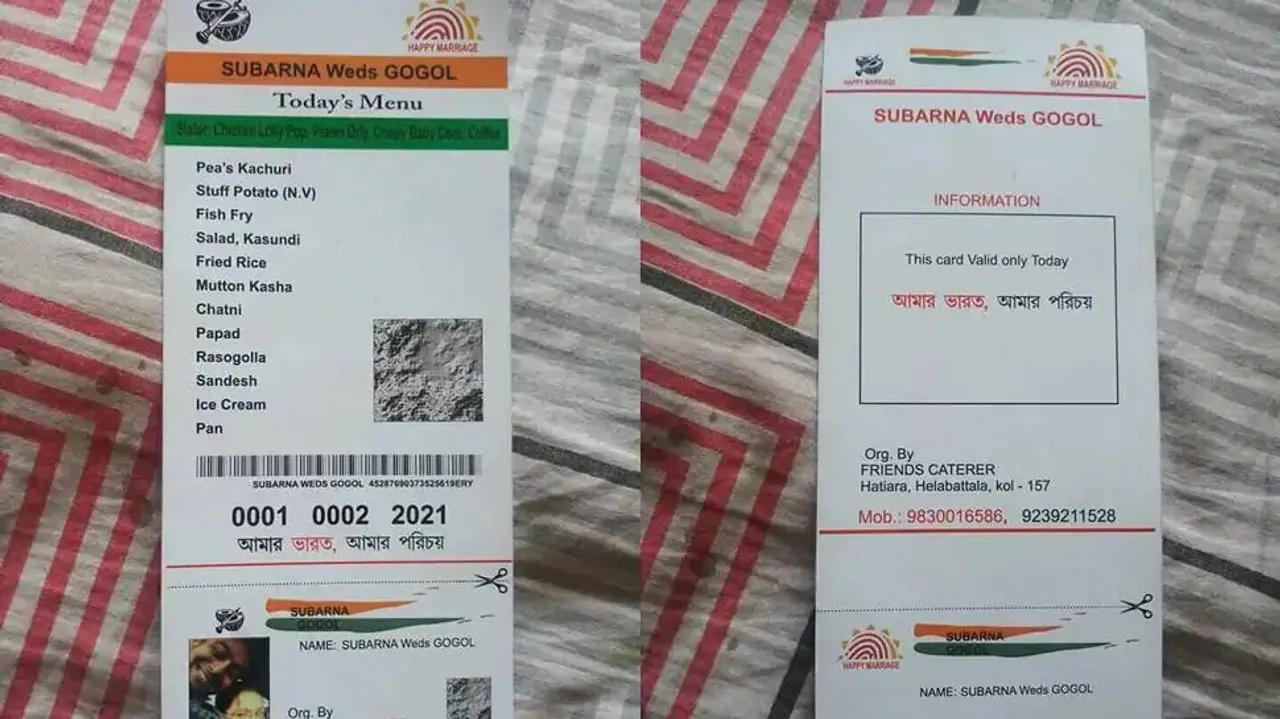 HAPPY MARRIAGE
SUBARNA Weds GOGOL
Today's Menu
Stater: Chicken Lolly Pop, Prawn Only, Creepy Baby Corn, Coffee
Pea's Kachuri
Stuff Potato (N.V)
Fish Fry
Salad, Kasundi
Fried Rice
Mutton Kasha
Chatni
Papad
Rasogolla
Sandesh
Ice Cream
Pan
SUBARNA WEDS GOGOL 45287690373525619ERY
0001 0002 2021
আমার ভারত, আমার পরিচয়
SUBARNA
GOGOL
NAME: SUBARNA Weds GOGOL
Org. By
HAPPY MARRIAGE
HAPPY MARRIAGE
SUBARNA Weds GOGOL
INFORMATION
This card Valid only Today
আমার ভারত, আমার পরিচয়
Org. By
FRIENDS CATERER
Hatiara, Helabattala, kol - 157
Mob.: 9830016586, 9239211528
HAPPY MARRIAGE
SUBARNA
GOGOL
NAME: SUBARNA Weds GOGOL